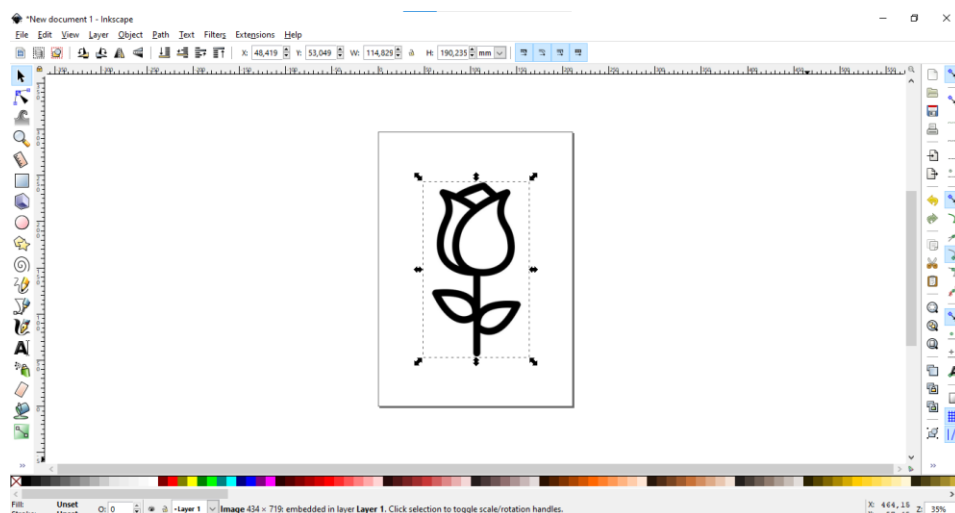 *New document 1 - Inkscape
File Edit View Layer Object Path Text Filters Extensions Help
X: 48,419 Y: 53,049 W: 114,829 H: 190,235 mm
Fill: Unset O: 0 -Layer 1 Image 434 × 719: embedded in layer Layer 1. Click selection to toggle scale/rotation handles. X: 464,15 Z: 35%